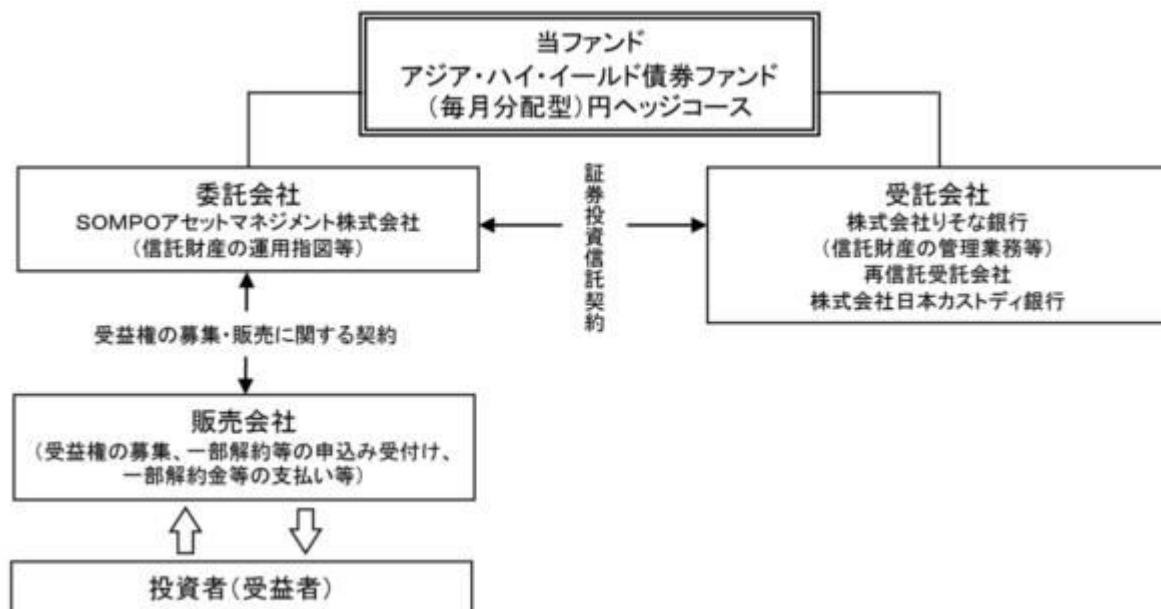 当ファンド
アジア・ハイ・イールド債券ファンド
(毎月分配型)円ヘッジコース
委託会社
SOMPOアセットマネジメント株式会社
(信託財産の運用指図等)
証券投資信託契約
受託会社
株式会社りそな銀行
(信託財産の管理業務等)
再信託受託会社
株式会社日本カストディ銀行
受益権の募集・販売に関する契約
販売会社
(受益権の募集、一部解約等の申込み受付け、
一部解約金等の支払い等)
投資者(受益者)